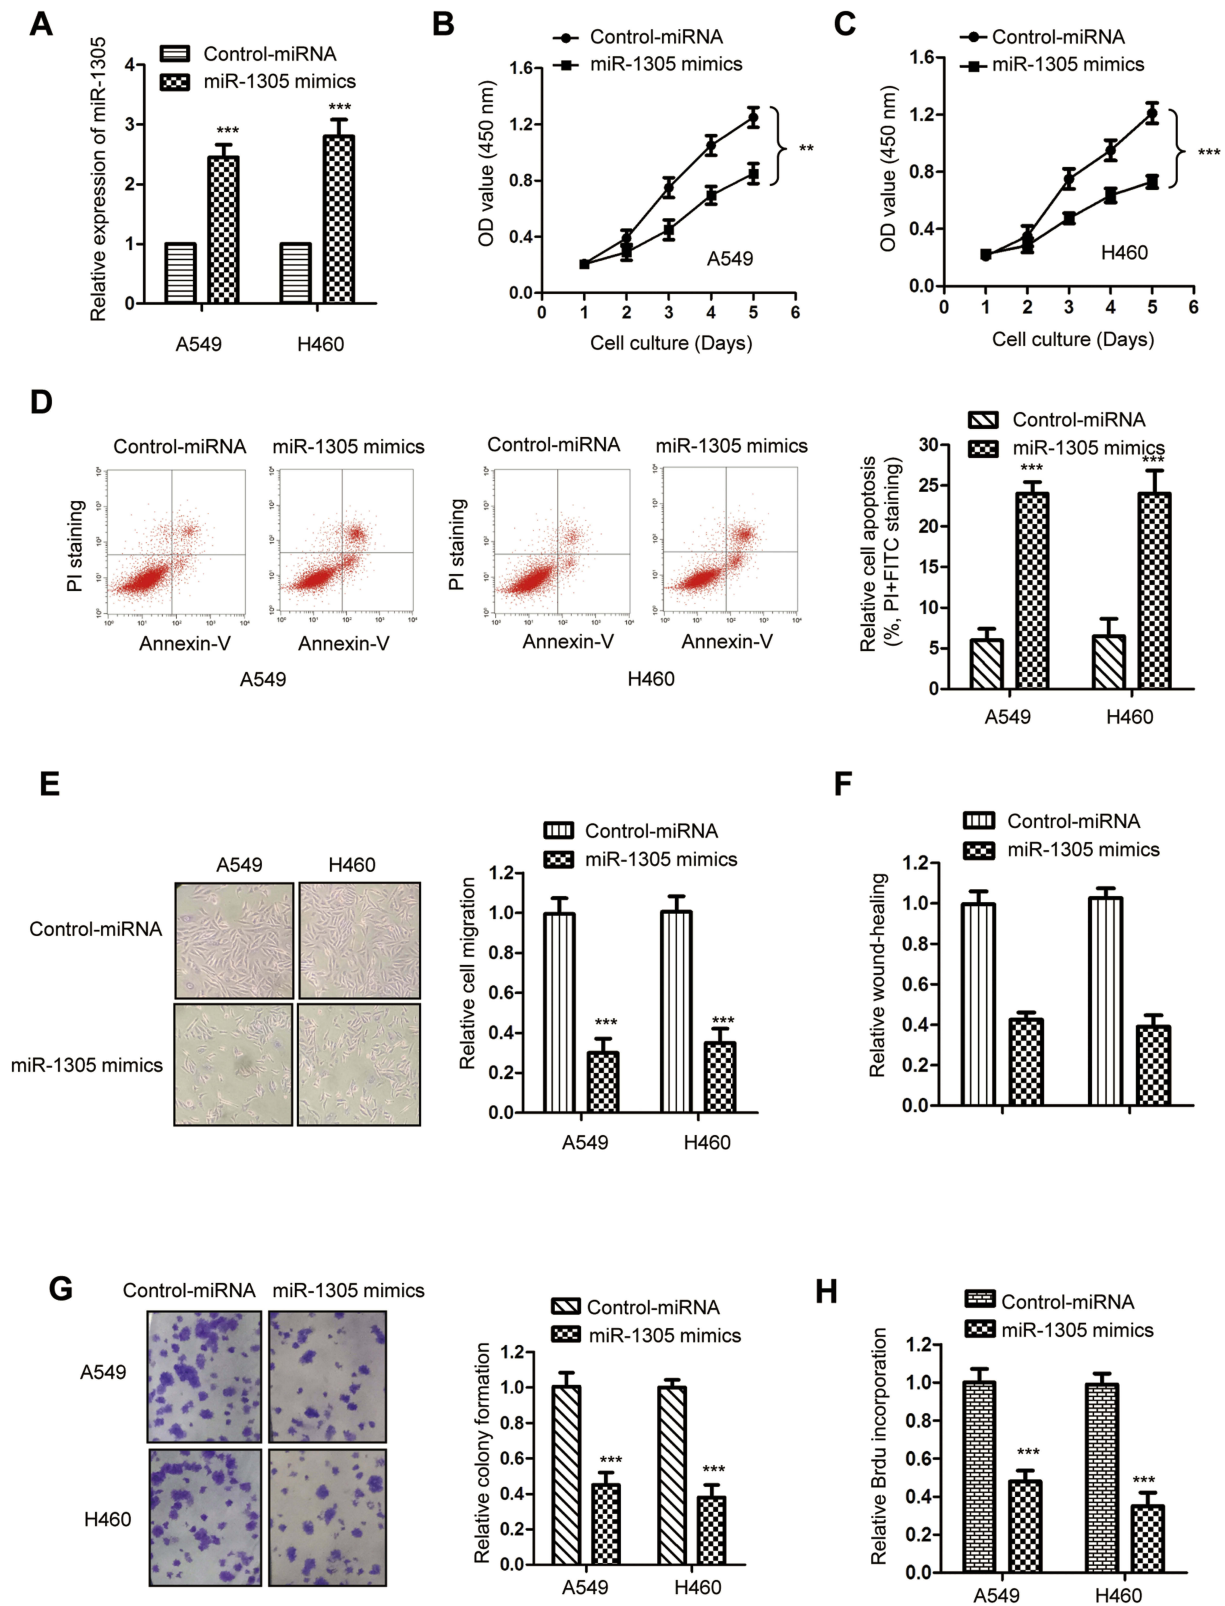 A
Control-miRNA
miR-1305 mimics
Relative expression of miR-1305
4
3
2
1
0
***
***
A549
H460
B
Control-miRNA
miR-1305 mimics
OD value (450 nm)
1.6
1.2
0.8
0.4
0.0
**
A549
0 1 2 3 4 5 6
Cell culture (Days)
C
Control-miRNA
miR-1305 mimics
OD value (450 nm)
1.6
1.2
0.8
0.4
0.0
***
H460
0 1 2 3 4 5 6
Cell culture (Days)
D
Control-miRNA
miR-1305 mimics
PI staining
Annexin-V
Annexin-V
A549
Control-miRNA
miR-1305 mimics
PI staining
Annexin-V
Annexin-V
H460
Control-miRNA
miR-1305 mimics
Relative cell apoptosis
(%, PI+FITC staining)
30
25
20
15
10
5
0
***
***
A549
H460
E
A549
H460
Control-miRNA
miR-1305 mimics
Control-miRNA
miR-1305 mimics
Relative cell migration
1.2
1.0
0.8
0.6
0.4
0.2
0.0
***
***
A549
H460
F
Control-miRNA
miR-1305 mimics
Relative wound-healing
1.2
1.0
0.8
0.6
0.4
0.2
0.0
G
Control-miRNA
miR-1305 mimics
A549
H460
Control-miRNA
miR-1305 mimics
Relative colony formation
1.2
1.0
0.8
0.6
0.4
0.2
0.0
***
***
A549
H460
H
Control-miRNA
miR-1305 mimics
Relative Brdu incorporation
1.2
1.0
0.8
0.6
0.4
0.2
0.0
***
***
A549
H460